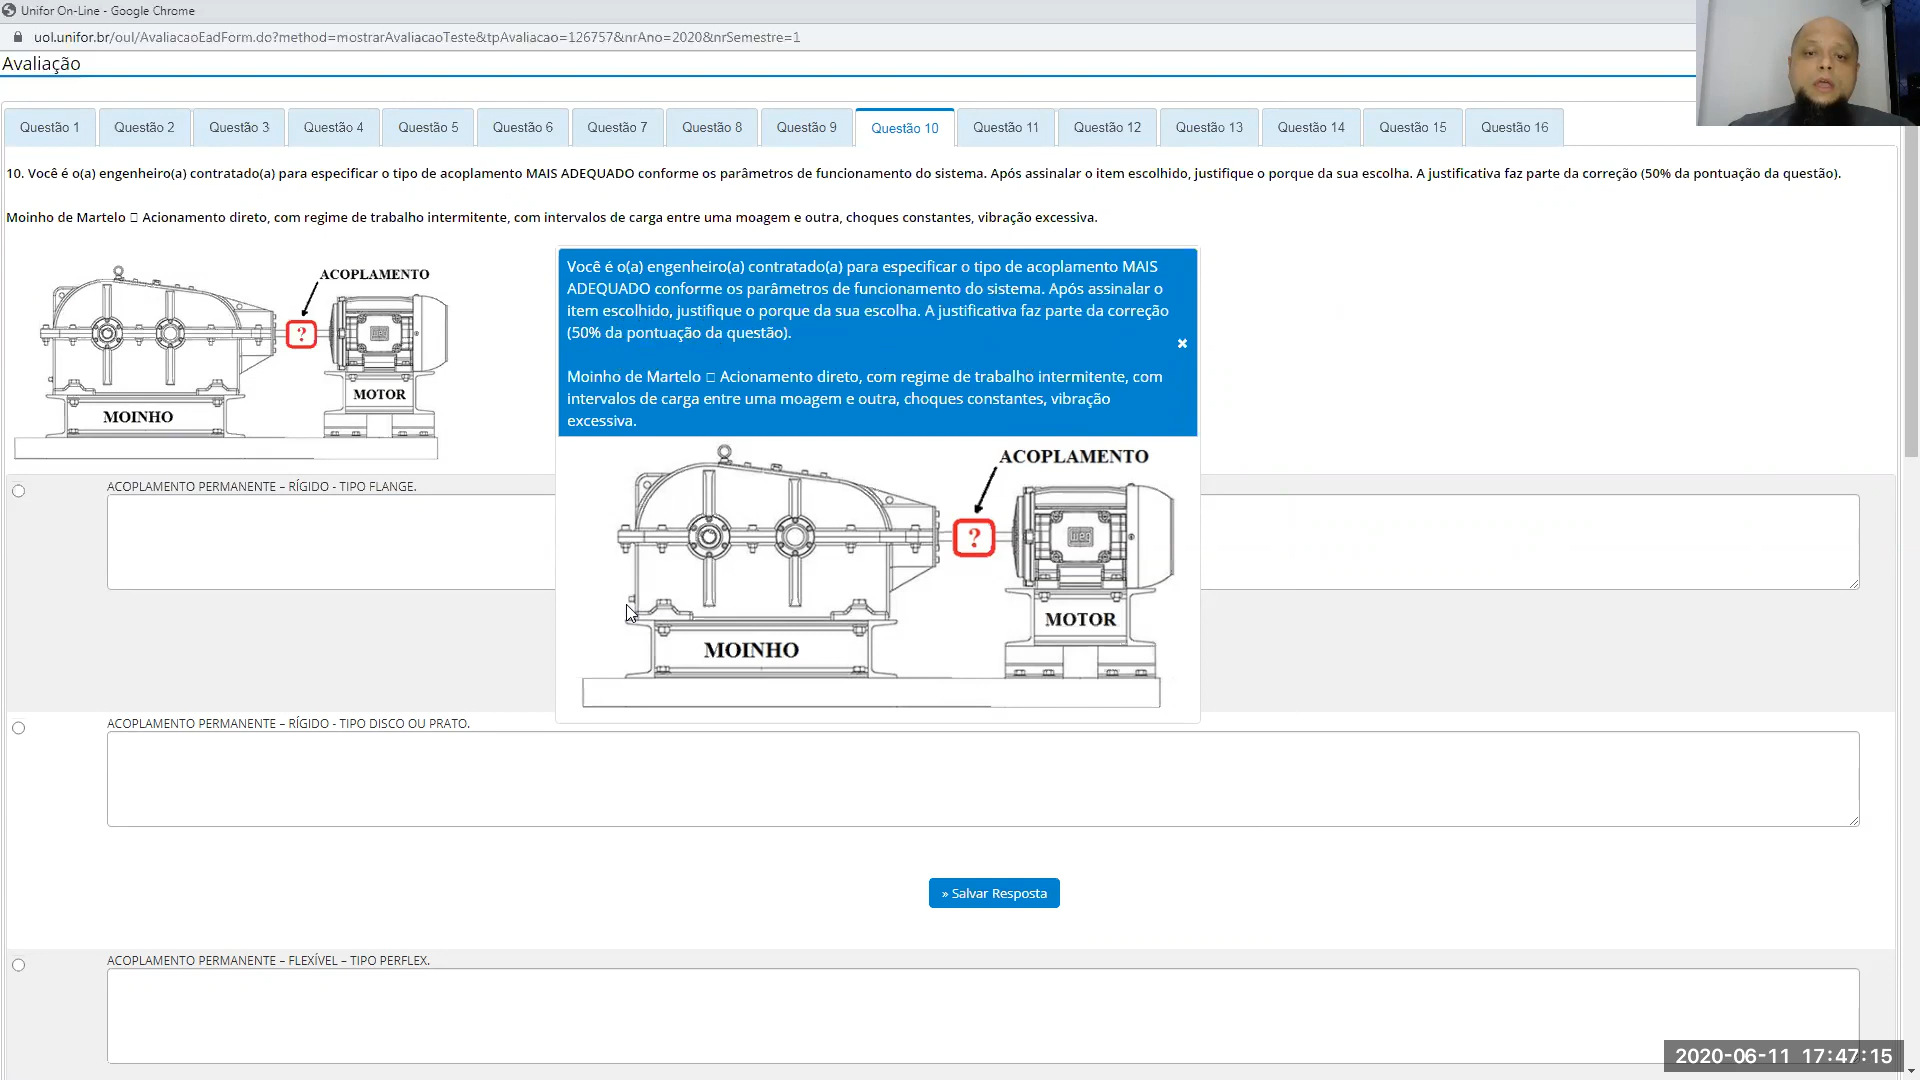 Unifor On-Line - Google Chrome
uol.unifor.br/oul/AvaliacaoEadForm.do?method=mostrarAvaliacaoTeste&tpAvaliacao=126757&nrAno=2020&nrSemestre=1
Avaliação
Questão 1 Questão 2 Questão 3 Questão 4 Questão 5 Questão 6 Questão 7 Questão 8 Questão 9 Questão 10 Questão 11 Questão 12 Questão 13 Questão 14 Questão 15 Questão 16
10. Você é o(a) engenheiro(a) contratado(a) para especificar o tipo de acoplamento MAIS ADEQUADO conforme os parâmetros de funcionamento do sistema. Após assinalar o item escolhido, justifique o porque da sua escolha. A justificativa faz parte da correção (50% da pontuação da questão).
Moinho de Martelo □ Acionamento direto, com regime de trabalho intermitente, com intervalos de carga entre uma moagem e outra, choques constantes, vibração excessiva.
ACOPLAMENTO
?
MOTOR
MOINHO
Você é o(a) engenheiro(a) contratado(a) para especificar o tipo de acoplamento MAIS
ADEQUADO conforme os parâmetros de funcionamento do sistema. Após assinalar o
item escolhido, justifique o porque da sua escolha. A justificativa faz parte da correção
(50% da pontuação da questão).
Moinho de Martelo □ Acionamento direto, com regime de trabalho intermitente, com
intervalos de carga entre uma moagem e outra, choques constantes, vibração
excessiva.
ACOPLAMENTO
?
MOTOR
MOINHO
ACOPLAMENTO PERMANENTE – RÍGIDO - TIPO FLANGE.
ACOPLAMENTO PERMANENTE – RÍGIDO - TIPO DISCO OU PRATO.
» Salvar Resposta
ACOPLAMENTO PERMANENTE – FLEXÍVEL – TIPO PERFLEX.
2020-06-11 17:47:15